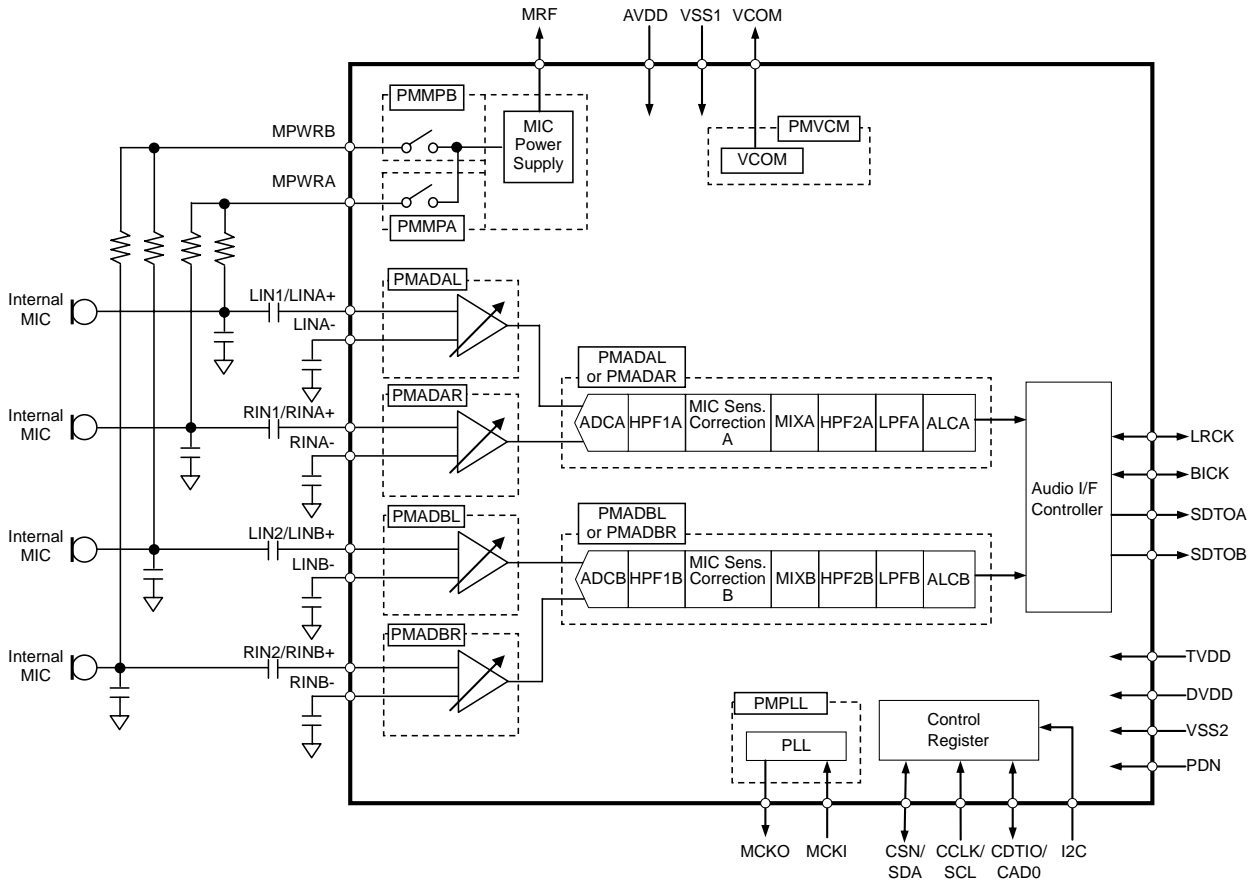 MRF
AVDD
VSS1
VCOM
PMMPB
MIC
Power
Supply
PMVCM
VCOM
MPWRB
MPWRA
PMMPA
PMADAL
Internal
MIC
LIN1/LINA+
LINA-
PMADAL
or PMADAR
PMADAR
Internal
MIC
RIN1/RINA+
RINA-
ADCA
HPF1A
MIC Sens.
Correction
A
MIXA
HPF2A
LPFA
ALCA
Audio I/F
Controller
LRCK
BICK
SDTOA
SDTOB
PMADBL
PMADBL
or PMADBR
Internal
MIC
LIN2/LINB+
LINB-
ADCB
HPF1B
MIC Sens.
Correction
B
MIXB
HPF2B
LPFB
ALCB
PMADBR
Internal
MIC
RIN2/RINB+
RINB-
TVDD
DVDD
VSS2
PDN
PMPLL
PLL
Control
Register
MCKO
MCKI
CSN/
SDA
CCLK/
SCL
CDTIO/
CAD0
I2C